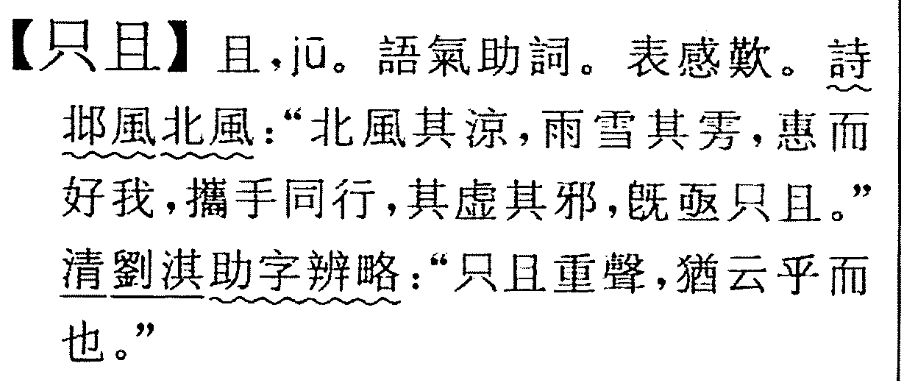 【只且】且,jū。語氣助詞。表感歎。詩
邶風北風:“北風其涼,雨雪其雱,惠而
好我,攜手同行,其虛其邪,既亟只且。”
清劉淇助字辨略:“只且重聲,猶云乎而
也。”